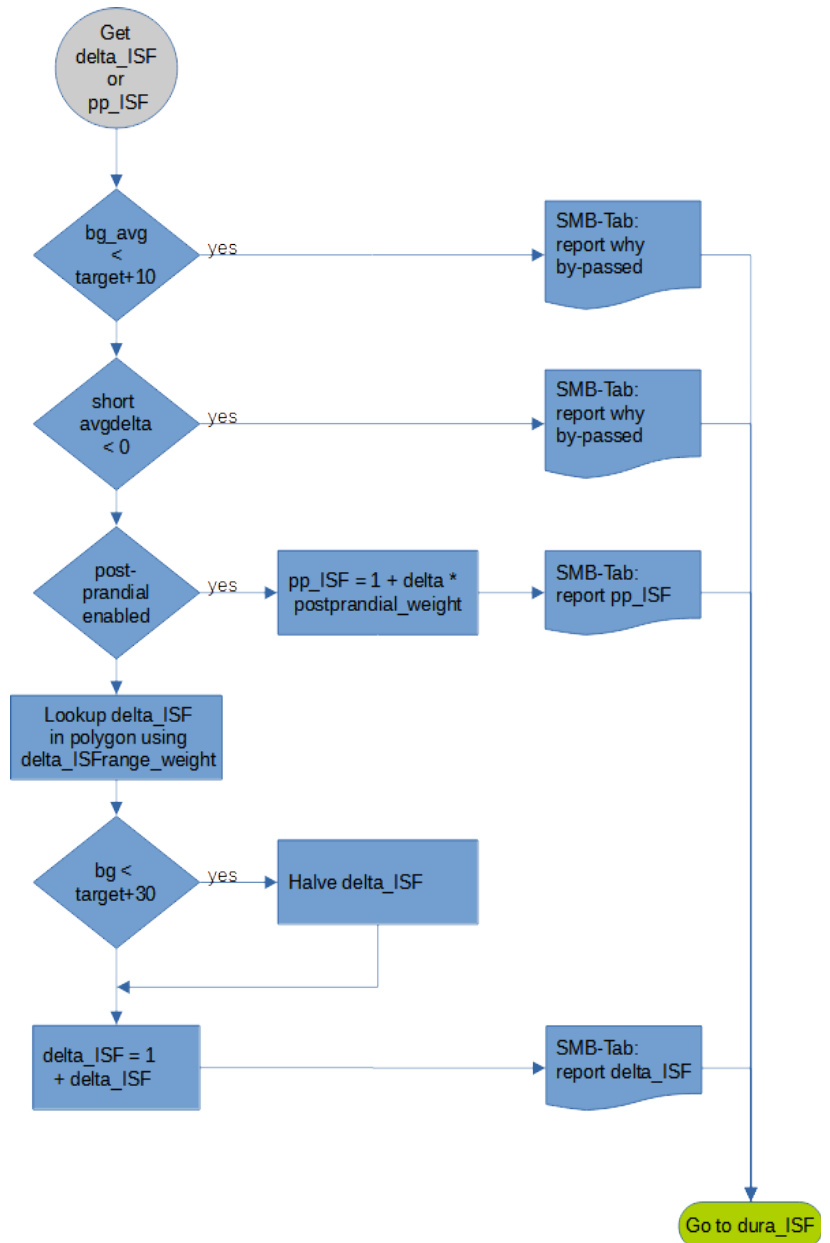 Get
delta_ISF
or
pp_ISF
bg_avg
<
target+10
yes
SMB-Tab:
report why
by-passed
short
avgdelta
< 0
yes
SMB-Tab:
report why
by-passed
post-
prandial
enabled
yes
pp_ISF = 1 + delta *
postprandial_weight
SMB-Tab:
report pp_ISF
Lookup delta_ISF
in polygon using
delta_ISFrange_weight
bg <
target+30
yes
Halve delta_ISF
delta_ISF = 1
+ delta_ISF
SMB-Tab:
report delta_ISF
Go to dura_ISF